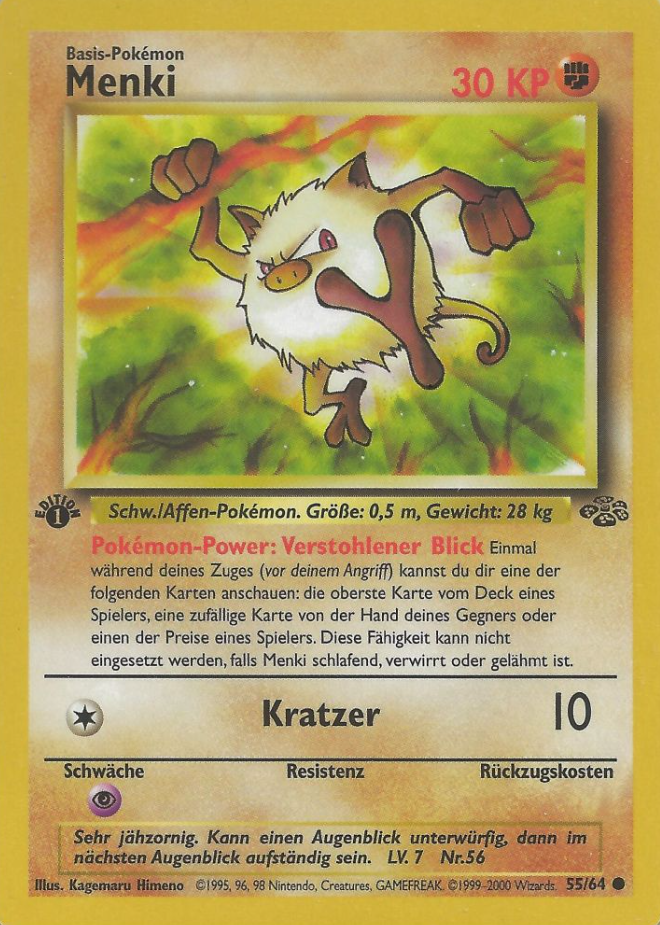 Basis-Pokémon
Menki
30 KP
EDITION
1
Schw./Affen-Pokémon. Größe: 0,5 m, Gewicht: 28 kg
Pokémon-Power: Verstohlener Blick Einmal
während deines Zuges (vor deinem Angriff) kannst du dir eine der
folgenden Karten anschauen: die oberste Karte vom Deck eines
Spielers, eine zufällige Karte von der Hand deines Gegners oder
einen der Preise eines Spielers. Diese Fähigkeit kann nicht
eingesetzt werden, falls Menki schlafend, verwirrt oder gelähmt ist.
Kratzer 10
Schwäche Resistenz Rückzugskosten
Sehr jähzornig. Kann einen Augenblick unterwürfig, dann im
nächsten Augenblick aufständig sein. LV. 7 Nr.56
Illus. Kagemaru Himeno ©1995, 96, 98 Nintendo, Creatures, GAMEFREAK. ©1999-2000 Wizards. 55/64